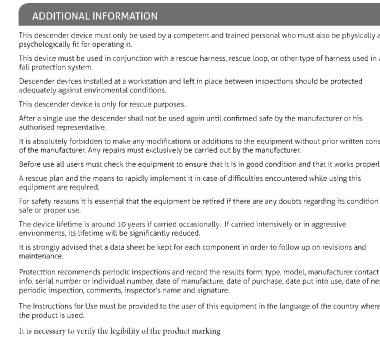 ADDITIONAL INFORMATION
This descender device must only be used by a competent and trained personal who must also be physically a
psychologically fit for operating it.
This device must be used in conjunction with a rescue harness, rescue loop, or other type of harness used in a
fall protection system.
Descender devices installed at a workstation and left in place between inspections should be protected
adequately against enviromental conditions.
This descender device is only for rescue purposes.
After a single use the descender shall not be used again until confirmed safe by the manufacturer or his
authorised representative.
It is absolutely forbidden to make any modifications or additions to the equipment without prior written cons
of the manufacturer. Any repairs must exclusively be carried out by the manufacturer.
Before use all users must check the equipment to ensure that it is in good condition and that it works properl
A rescue plan and the means to rapidly implement it in case of difficulties encountered while using this
equipment are required.
For safety reasons it is essential that the equipment be retired if there are any doubts regarding its condition
safe or proper use.
The device lifetime is around 10 years if carried occasionally. If carried intensively or in aggressive
environments, its lifetime will be significantly reduced.
It is strongly advised that a data sheet be kept for each component in order to follow up on revisions and
maintenance.
Protection recommends periodic inspections and record the results form: type, model, manufacturer contact
info, serial number or individual number, date of manufacture, date of purchase, date put into use, date of ne
periodic inspection, comments, inspector's name and signature.
The Instructions for Use must be provided to the user of this equipment in the language of the country where
the product is used.
It is necessary to verify the legibility of the product marking